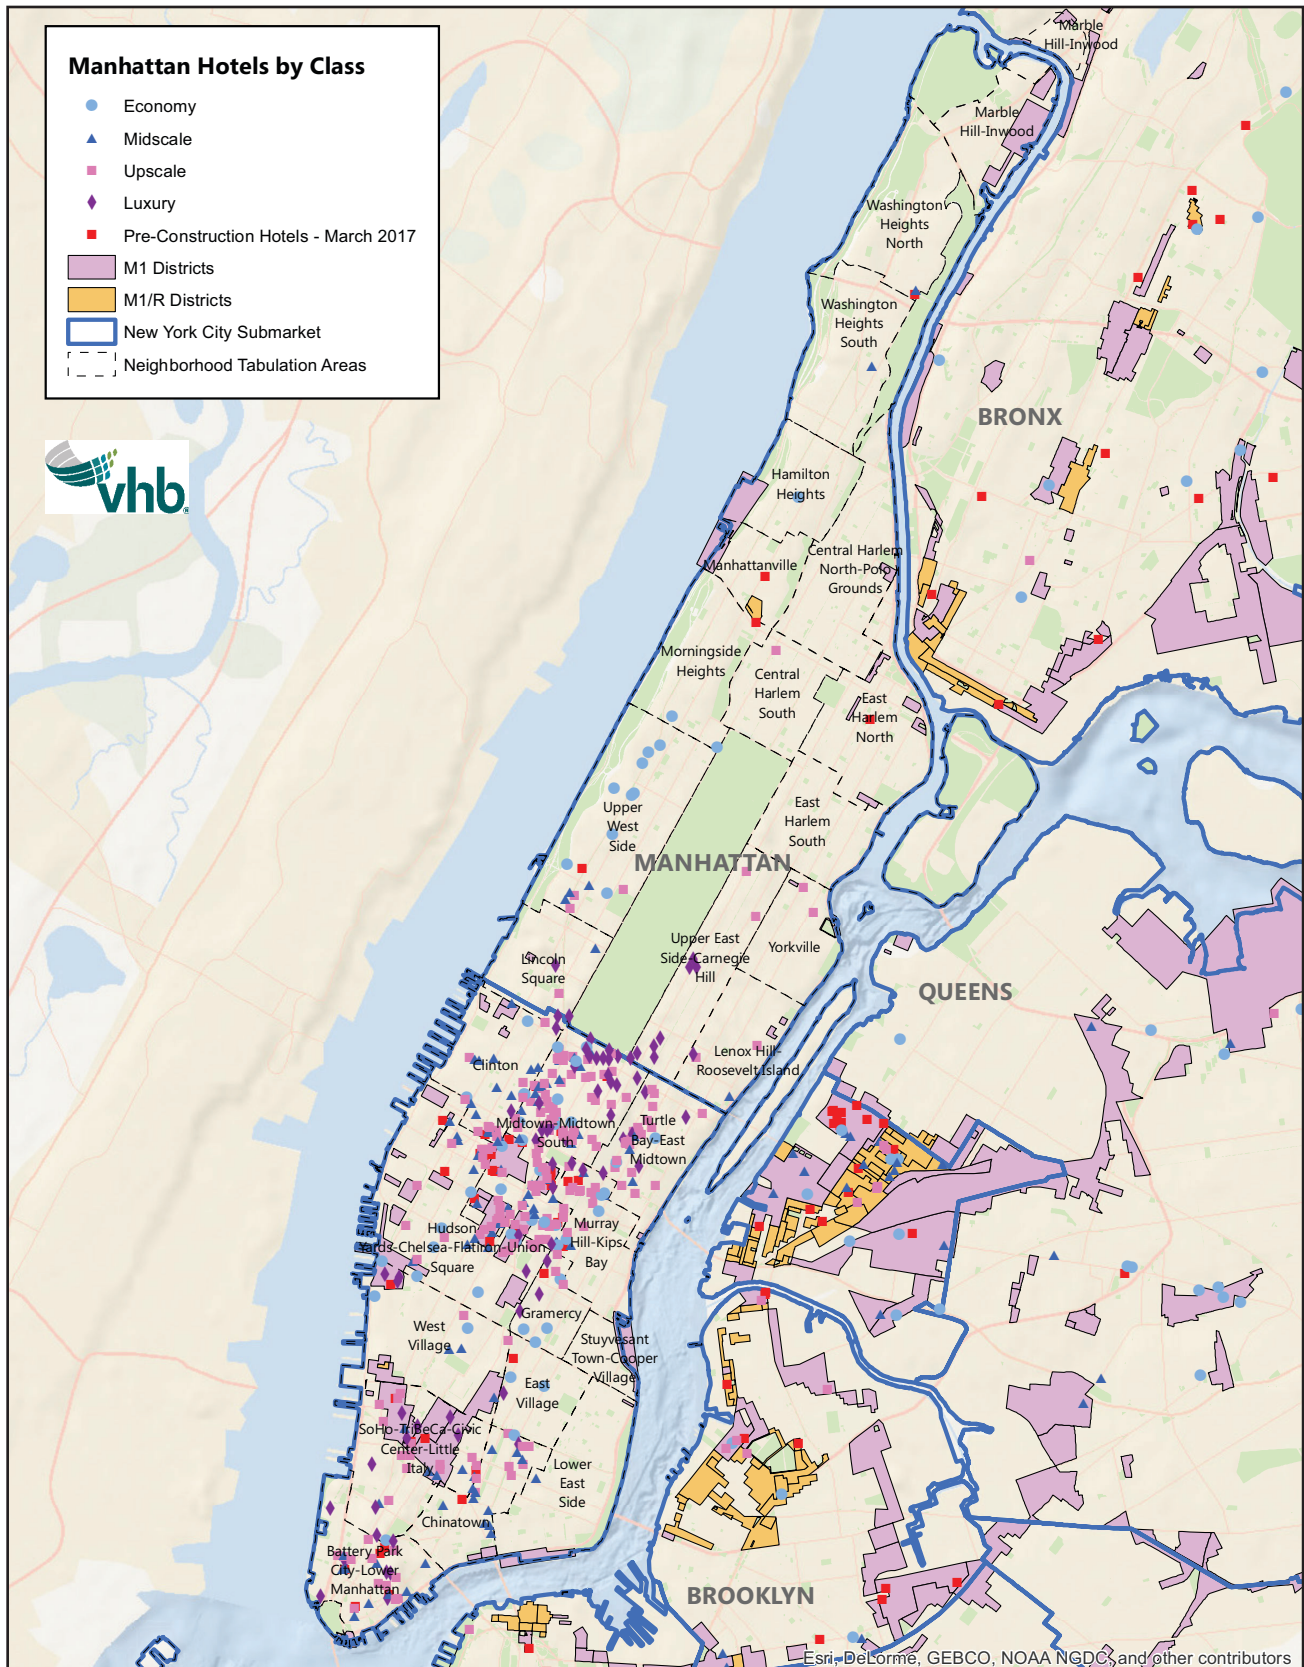 Manhattan Hotels by Class
Economy
Midscale
Upscale
Luxury
Pre-Construction Hotels - March 2017
M1 Districts
M1/R Districts
New York City Submarket
Neighborhood Tabulation Areas
vhb
Marble
Hill-Inwood
Marble
Hill-Inwood
Washington
Heights
North
Washington
Heights
South
BRONX
Hamilton
Heights
Central Harlem
North-Polo
Grounds
Manhattanville
Morningside
Heights
Central
Harlem
South
East
Harlem
North
Upper
West
Side
East
Harlem
South
MANHATTAN
Upper East
Side-Carnegie
Hill
Yorkville
Lincoln
Square
QUEENS
Lenox Hill-
Roosevelt Island
Clinton
Midtown-Midtown
South
Turtle
Bay-East
Midtown
Hudson
Yards-Chelsea-Flatiron-Union
Square
Murray
Hill-Kips
Bay
Gramercy
West
Village
Stuyvesant
Town-Cooper
Village
East
Village
SoHo-TriBeCa-Civic
Center-Little
Italy
Lower
East
Side
Chinatown
Battery Park
City-Lower
Manhattan
BROOKLYN
Esri, DeLorme, GEBCO, NOAA NGDC, and other contributors